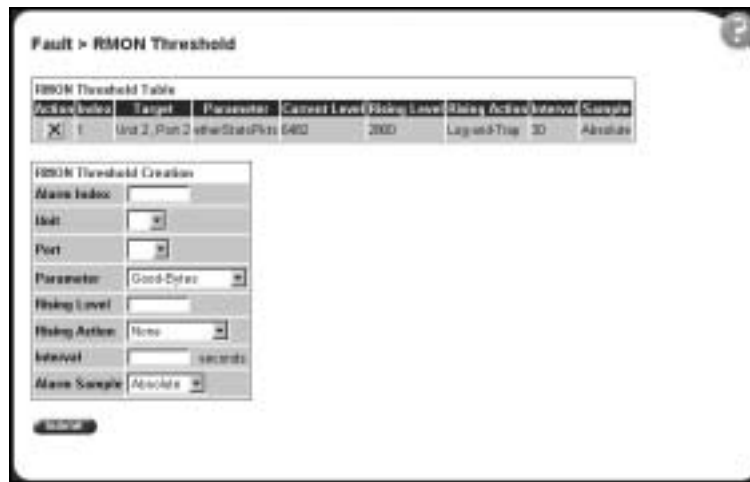 Fault > RMON Threshold
RMON Threshold Table
Action Index Target Parameter Current Level Rising Level Rising Action Interval Sample
X 1 Unit 2, Port 2 etherStatsPkts 6482 2800 Log-and-Trap 30 Absolute
RMON Threshold Creation
Alarm Index
Unit
Port
Parameter Good-Bytes
Rising Level
Rising Action None
Interval seconds
Alarm Sample Absolute
Submit
?